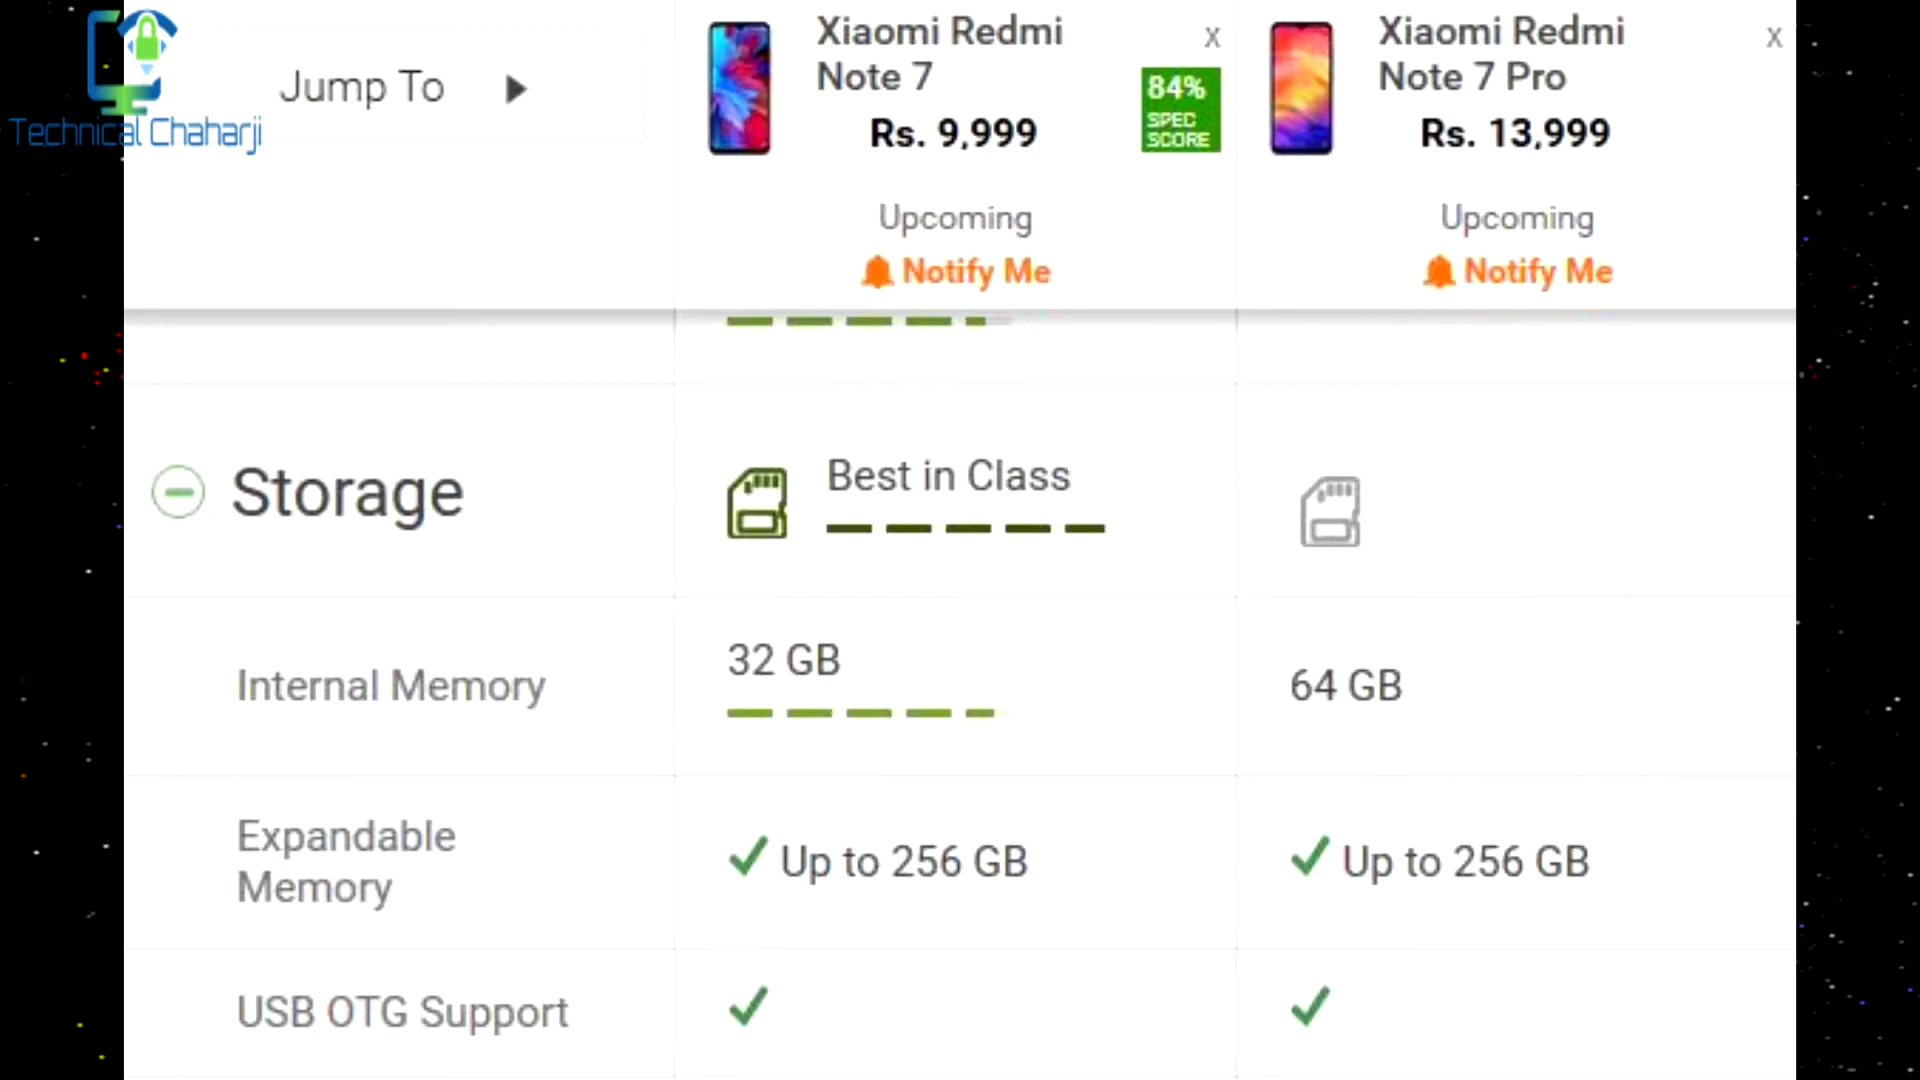 Technical Chaharji
Jump To
Xiaomi Redmi
Note 7
x
Rs. 9,999
84%
SPEC
SCORE
Upcoming
Notify Me
Xiaomi Redmi
Note 7 Pro
x
Rs. 13,999
Upcoming
Notify Me
Storage
Best in Class
Internal Memory
32 GB
64 GB
Expandable
Memory
Up to 256 GB
Up to 256 GB
USB OTG Support